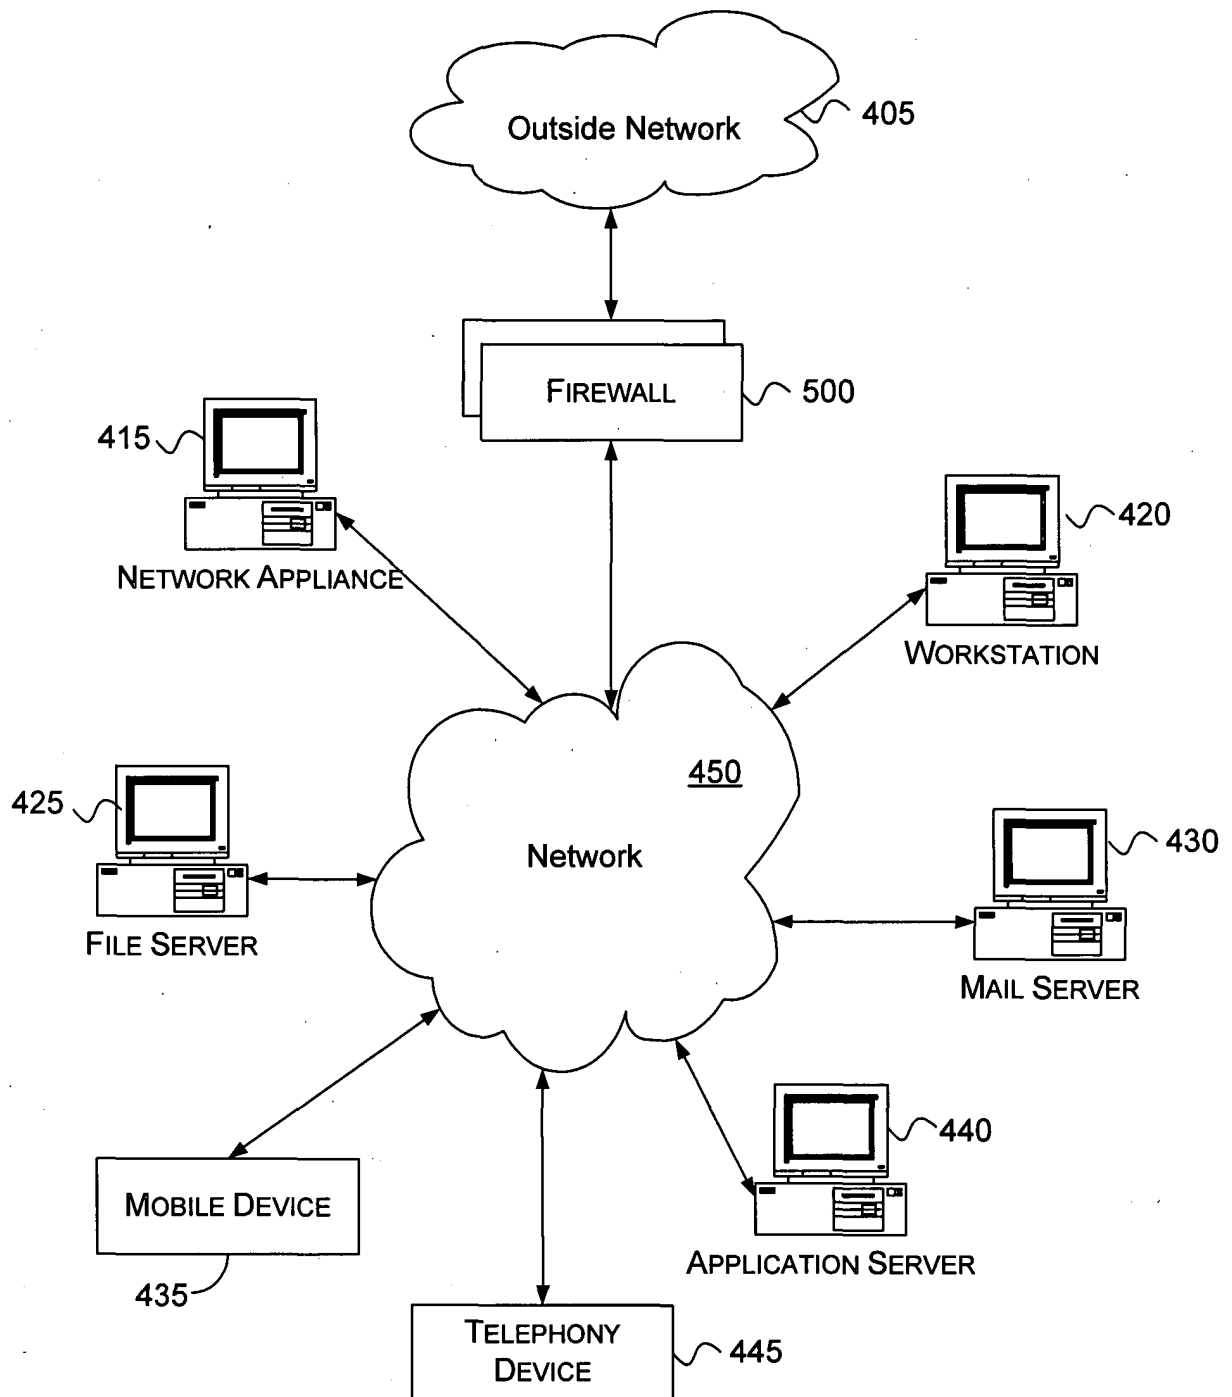 Outside Network
405
FIREWALL
500
415
NETWORK APPLIANCE
420
WORKSTATION
450
Network
425
FILE SERVER
430
MAIL SERVER
440
APPLICATION SERVER
MOBILE DEVICE
435
TELEPHONY
DEVICE
445